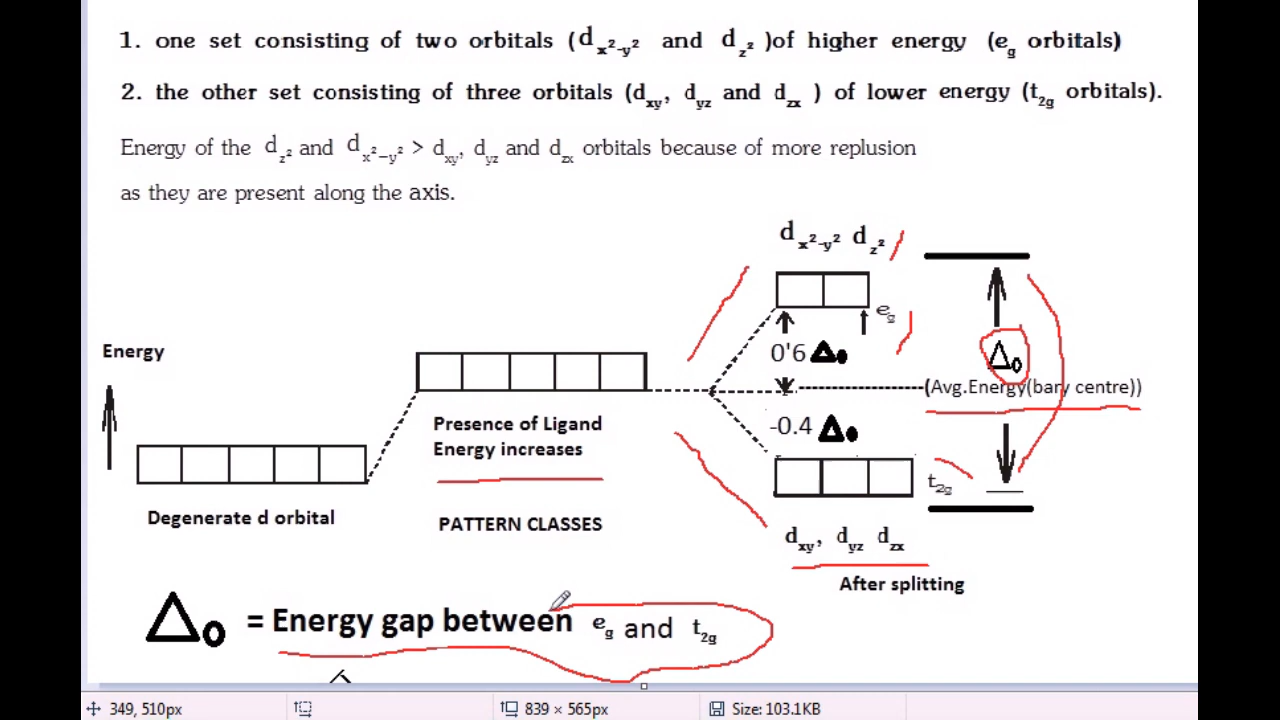 1. one set consisting of two orbitals (dx²-y² and dz² )of higher energy (eg orbitals)
2. the other set consisting of three orbitals (dxy, dyz and dzx ) of lower energy (t2g orbitals).
Energy of the dz² and dx²-y² > dxy, dyz and dzx orbitals because of more replusion
as they are present along the axis.
dx²-y² dz²
eg
Energy
0'6 Δo
Δo
(Avg.Energy(bary centre))
Presence of Ligand
Energy increases
-0.4 Δo
t2g
Degenerate d orbital
PATTERN CLASSES
dxy, dyz dzx
After splitting
Δo = Energy gap between eg and t2g
349, 510px
839 × 565px
Size: 103.1KB